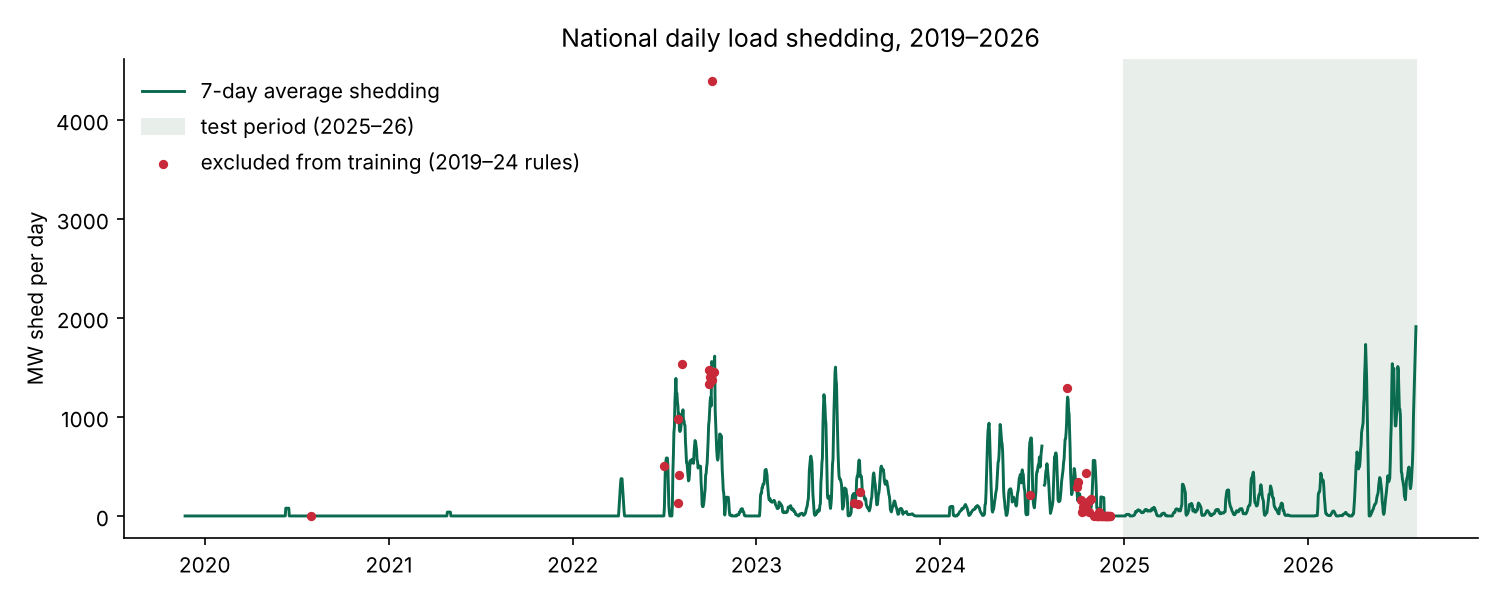 National daily load shedding, 2019–2026
7-day average shedding
test period (2025–26)
excluded from training (2019–24 rules)
MW shed per day
4000
3000
2000
1000
0
2020 2021 2022 2023 2024 2025 2026